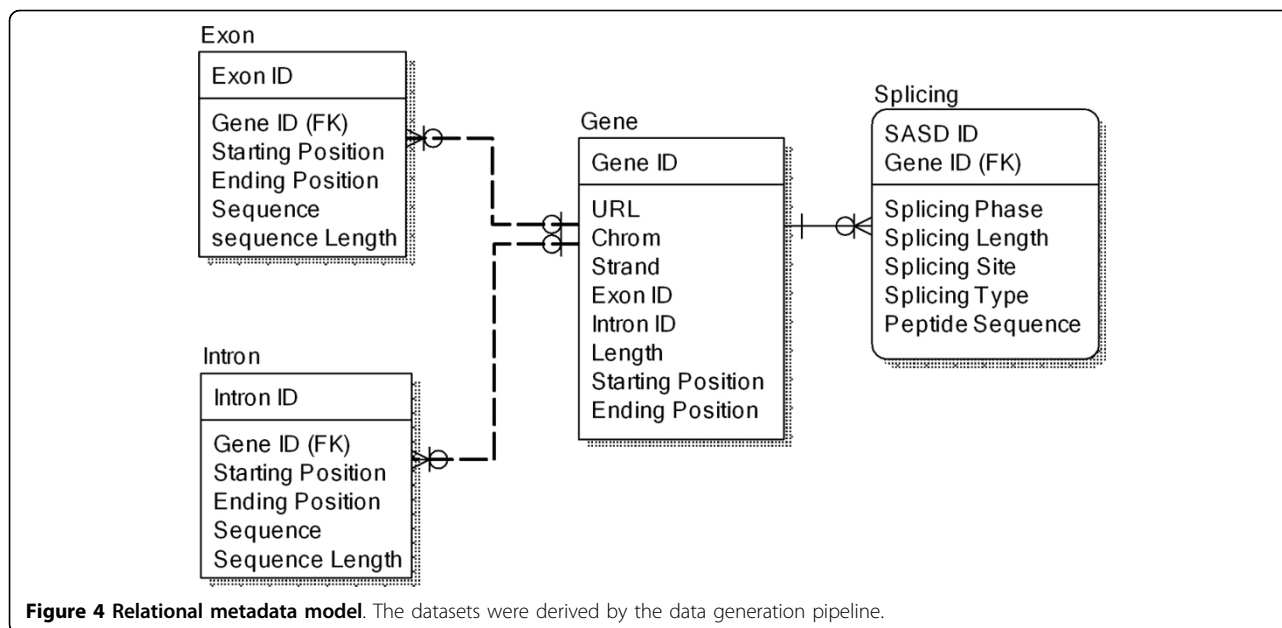 Exon
Exon ID
Gene ID (FK)
Starting Position
Ending Position
Sequence
sequence Length
Intron
Intron ID
Gene ID (FK)
Starting Position
Ending Position
Sequence
Sequence Length
Gene
Gene ID
URL
Chrom
Strand
Exon ID
Intron ID
Length
Starting Position
Ending Position
Splicing
SASD ID
Gene ID (FK)
Splicing Phase
Splicing Length
Splicing Site
Splicing Type
Peptide Sequence
Figure 4 Relational metadata model. The datasets were derived by the data generation pipeline.